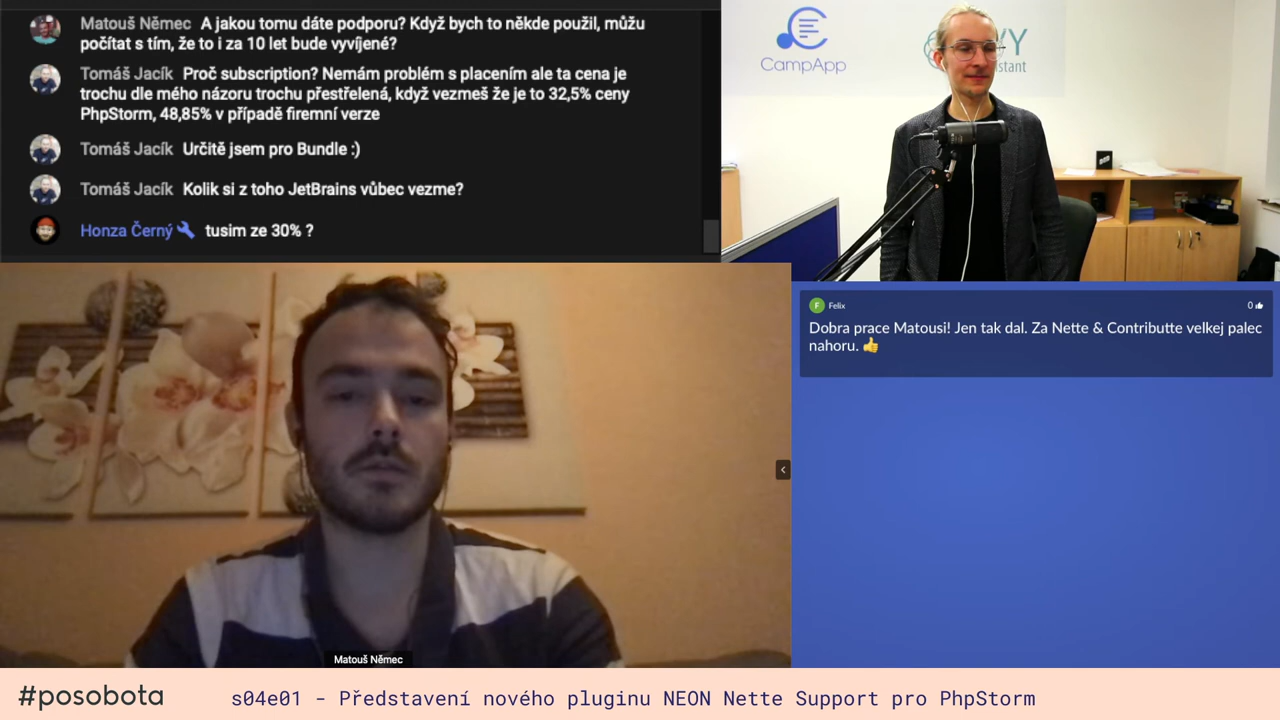 Matouš Němec A jakou tomu dáte podporu? Když bych to někde použil, můžu
počítat s tím, že to i za 10 let bude vyvíjené?
Tomáš Jacík Proč subscription? Nemám problém s placením ale ta cena je
trochu dle mého názoru trochu přestřelená, když vezmeš že je to 32,5% ceny
PhpStorm, 48,85% v případě firemní verze
Tomáš Jacík Určitě jsem pro Bundle :)
Tomáš Jacík Kolik si z toho JetBrains vůbec vezme?
Honza Černý tusim ze 30% ?
CampApp
F Felix 0
Dobra prace Matousi! Jen tak dal. Za Nette & Contributte velkej palec
nahoru. 👍
Matouš Němec
#posobota s04e01 - Představení nového pluginu NEON Nette Support pro PhpStorm